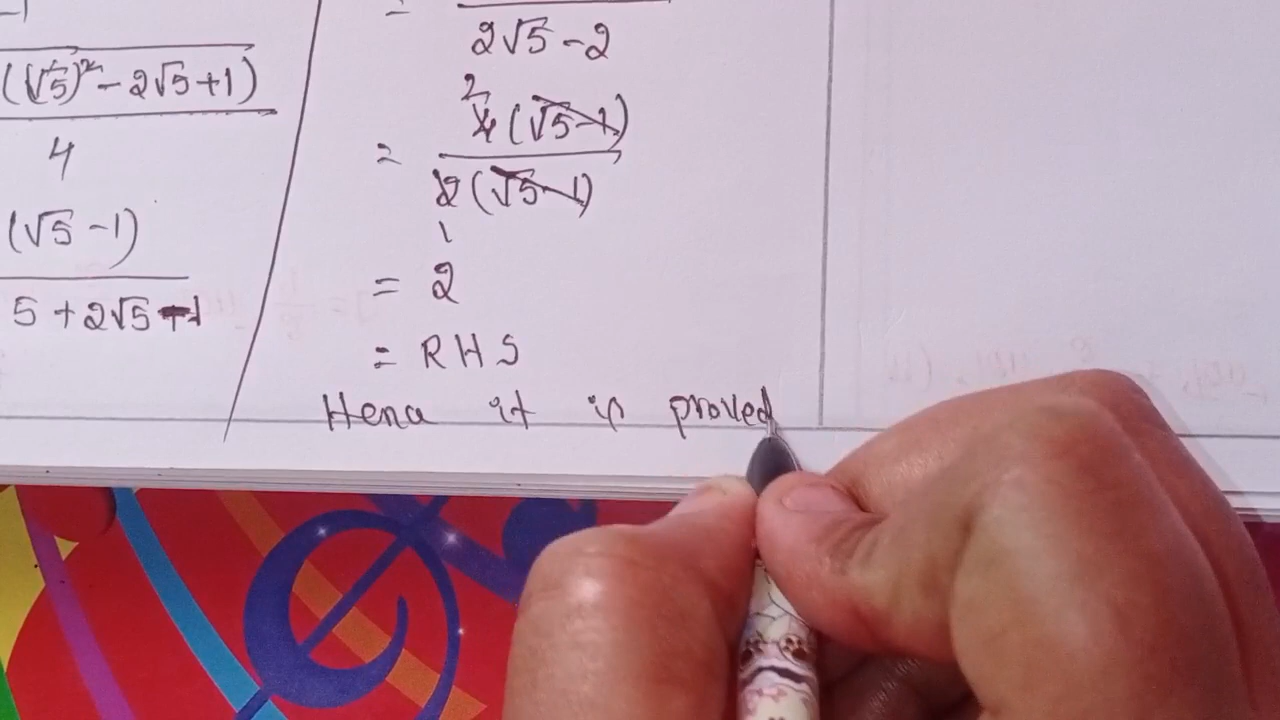 -1
((√5)² - 2√5 + 1)
4
(√5 - 1)
5 + 2√5 + 1
=
2√5 - 2
2
= 4(√5 - 1)
2(√5 - 1)
1
= 2
= RHS
Hena it is proved